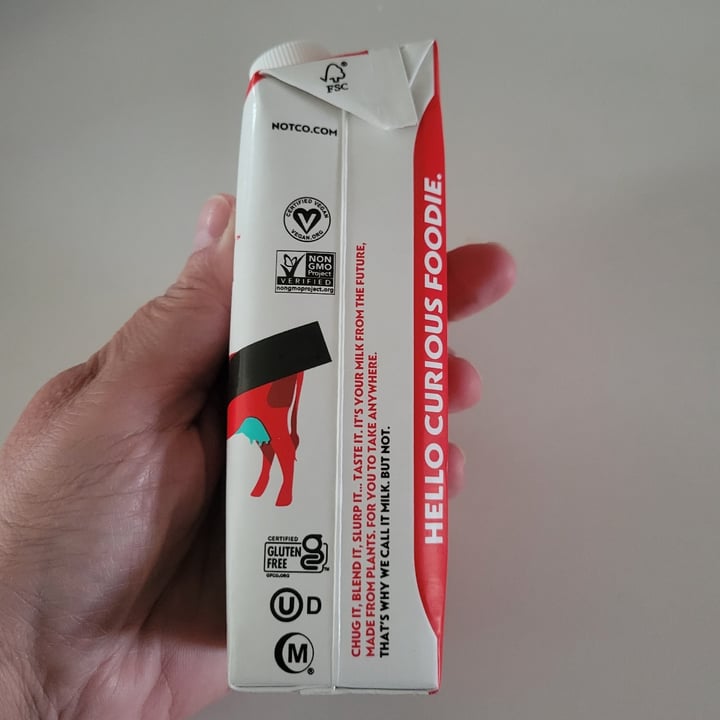 FSC
NOTCO.COM
CERTIFIED VEGAN
VEGAN.ORG
NON
GMO
Project
VERIFIED
nongmoproject.org
CERTIFIED
GLUTEN
FREE
GFCO.ORG
U D
M
CHUG IT, BLEND IT, SLURP IT... TASTE IT. IT'S YOUR MILK FROM THE FUTURE,
MADE FROM PLANTS. FOR YOU TO TAKE ANYWHERE.
THAT'S WHY WE CALL IT MILK. BUT NOT.
HELLO CURIOUS FOODIE.